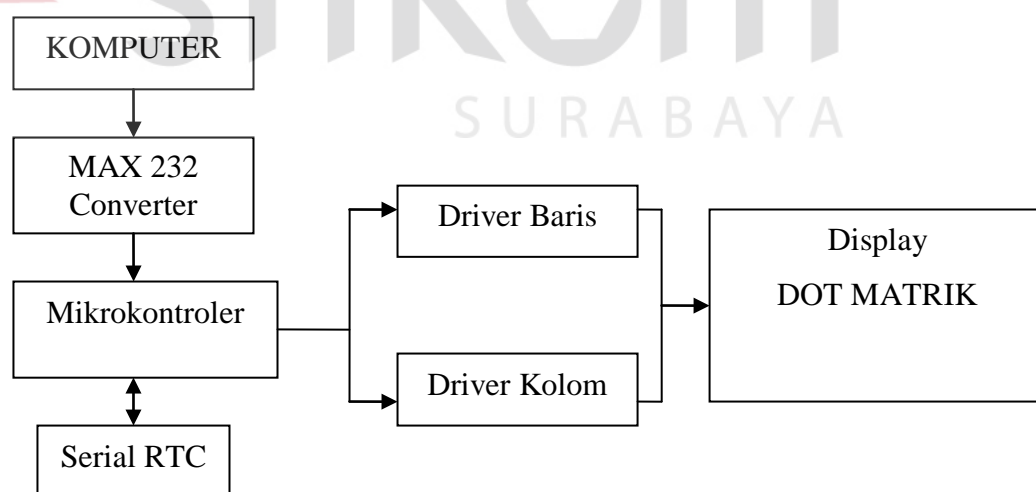 SURABAYA
KOMPUTER
MAX 232
Converter
Driver Baris
Display
DOT MATRIK
Mikrokontroler
Driver Kolom
Serial RTC